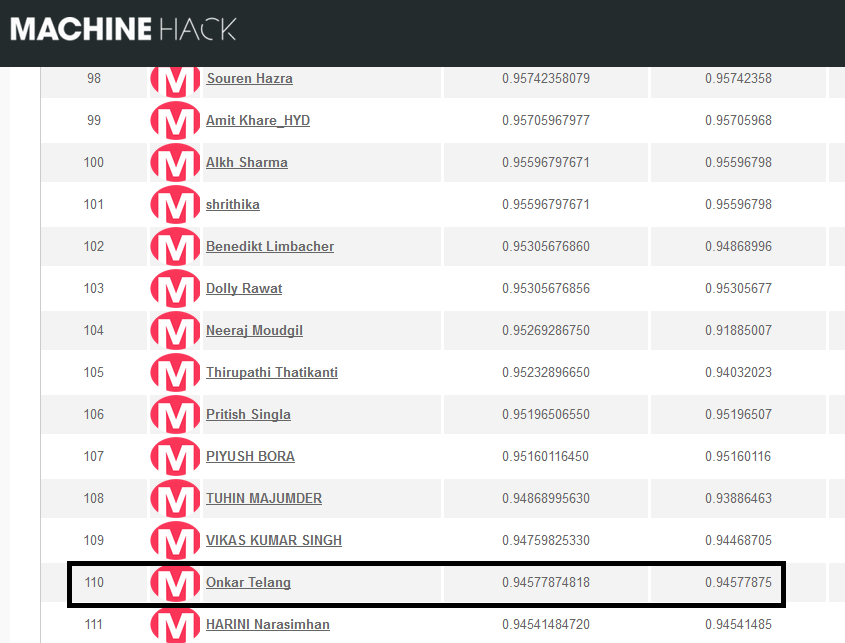 MACHINE HACK
98 M Souren Hazra 0.95742358079 0.95742358
99 M Amit Khare_HYD 0.95705967977 0.95705968
100 M Alkh Sharma 0.95596797671 0.95596798
101 M shrithika 0.95596797671 0.95596798
102 M Benedikt Limbacher 0.95305676860 0.94868996
103 M Dolly Rawat 0.95305676856 0.95305677
104 M Neeraj Moudgil 0.95269286750 0.91885007
105 M Thirupathi Thatikanti 0.95232896650 0.94032023
106 M Pritish Singla 0.95196506550 0.95196507
107 M PIYUSH BORA 0.95160116450 0.95160116
108 M TUHIN MAJUMDER 0.94868995630 0.93886463
109 M VIKAS KUMAR SINGH 0.94759825330 0.94468705
110 M Onkar Telang 0.94577874818 0.94577875
111 M HARINI Narasimhan 0.94541484720 0.94541485